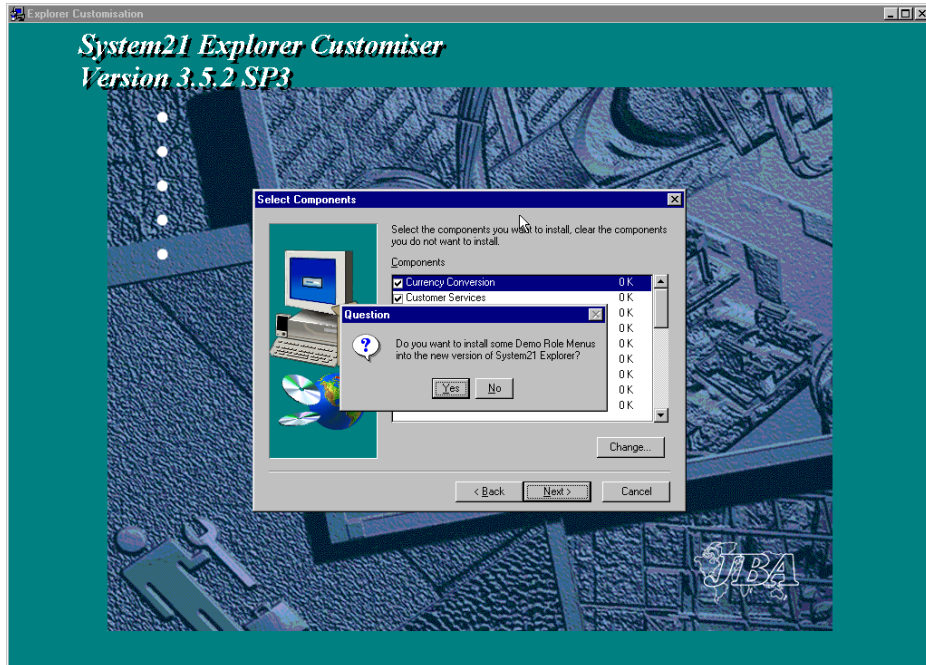 Explorer Customisation
System21 Explorer Customiser
Version 3.5.2 SP3
Select Components
Select the components you want to install, clear the components
you do not want to install.
Components
Currency Conversion 0 K
Customer Services 0 K
0 K
0 K
0 K
0 K
0 K
0 K
0 K
Question
Do you want to install some Demo Role Menus
into the new version of System21 Explorer?
Yes No
Change...
< Back Next > Cancel
JBA